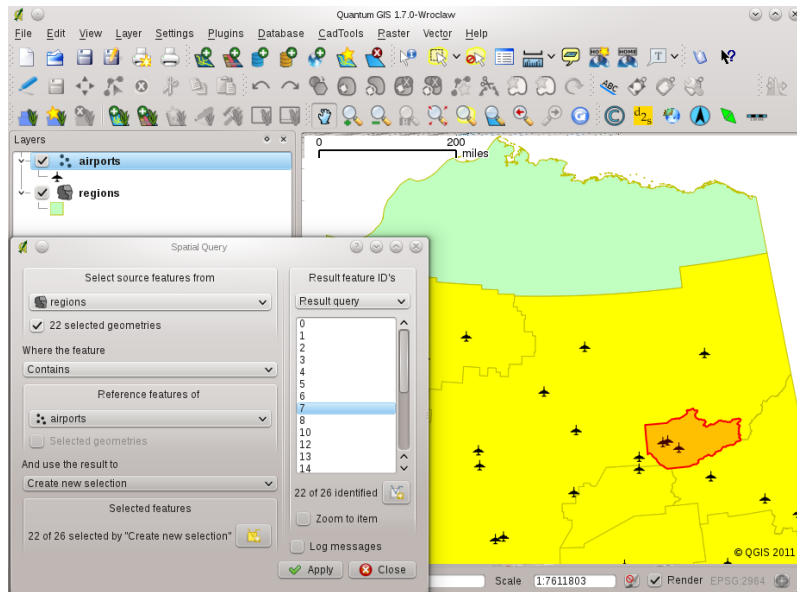 Quantum GIS 1.7.0-Wroclaw
File Edit View Layer Settings Plugins Database CadTools Raster Vector Help
Layers
airports
regions
0 200
miles
Spatial Query
Select source features from
regions
22 selected geometries
Where the feature
Contains
Reference features of
airports
Selected geometries
And use the result to
Create new selection
Selected features
22 of 26 selected by "Create new selection"
Result feature ID's
Result query
0
1
2
3
4
5
6
7
8
10
12
13
14
22 of 26 identified
Zoom to item
Log messages
Apply Close
© QGIS 2011
Scale 1:7611803 Render EPSG:2964